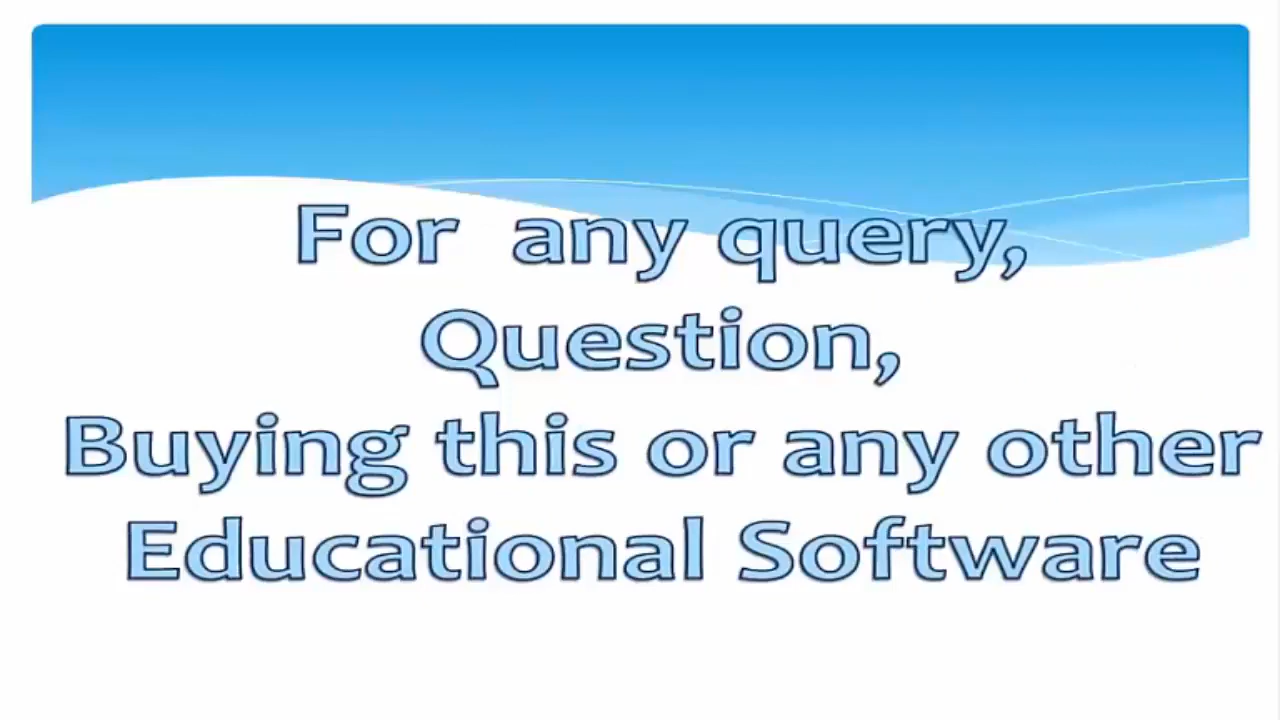 For any query,
Question,
Buying this or any other
Educational Software